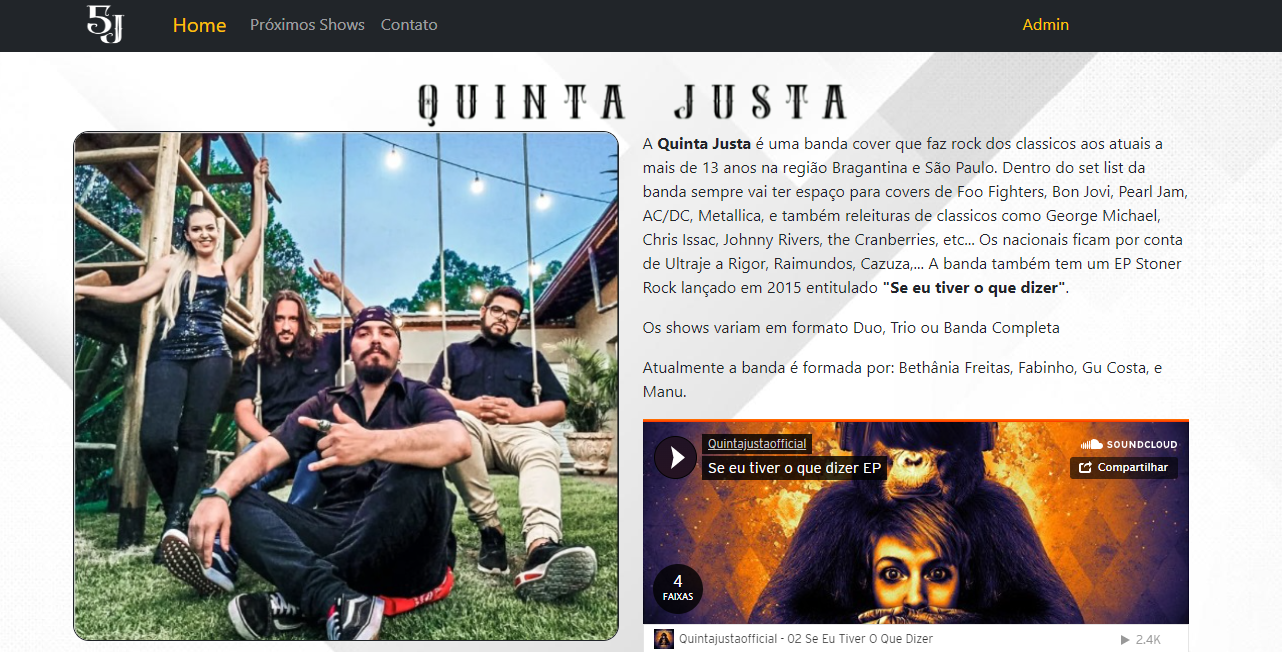 5J
Home
Próximos Shows
Contato
Admin
QUINTA JUSTA
A Quinta Justa é uma banda cover que faz rock dos classicos aos atuais a
mais de 13 anos na região Bragantina e São Paulo. Dentro do set list da
banda sempre vai ter espaço para covers de Foo Fighters, Bon Jovi, Pearl Jam,
AC/DC, Metallica, e também releituras de classicos como George Michael,
Chris Issac, Johnny Rivers, the Cranberries, etc... Os nacionais ficam por conta
de Ultraje a Rigor, Raimundos, Cazuza,... A banda também tem um EP Stoner
Rock lançado em 2015 entitulado "Se eu tiver o que dizer".
Os shows variam em formato Duo, Trio ou Banda Completa
Atualmente a banda é formada por: Bethânia Freitas, Fabinho, Gu Costa, e
Manu.
Quintajustaofficial
Se eu tiver o que dizer EP
SOUNDCLOUD
Compartilhar
4
FAIXAS
Quintajustaofficial - 02 Se Eu Tiver O Que Dizer
2.4K